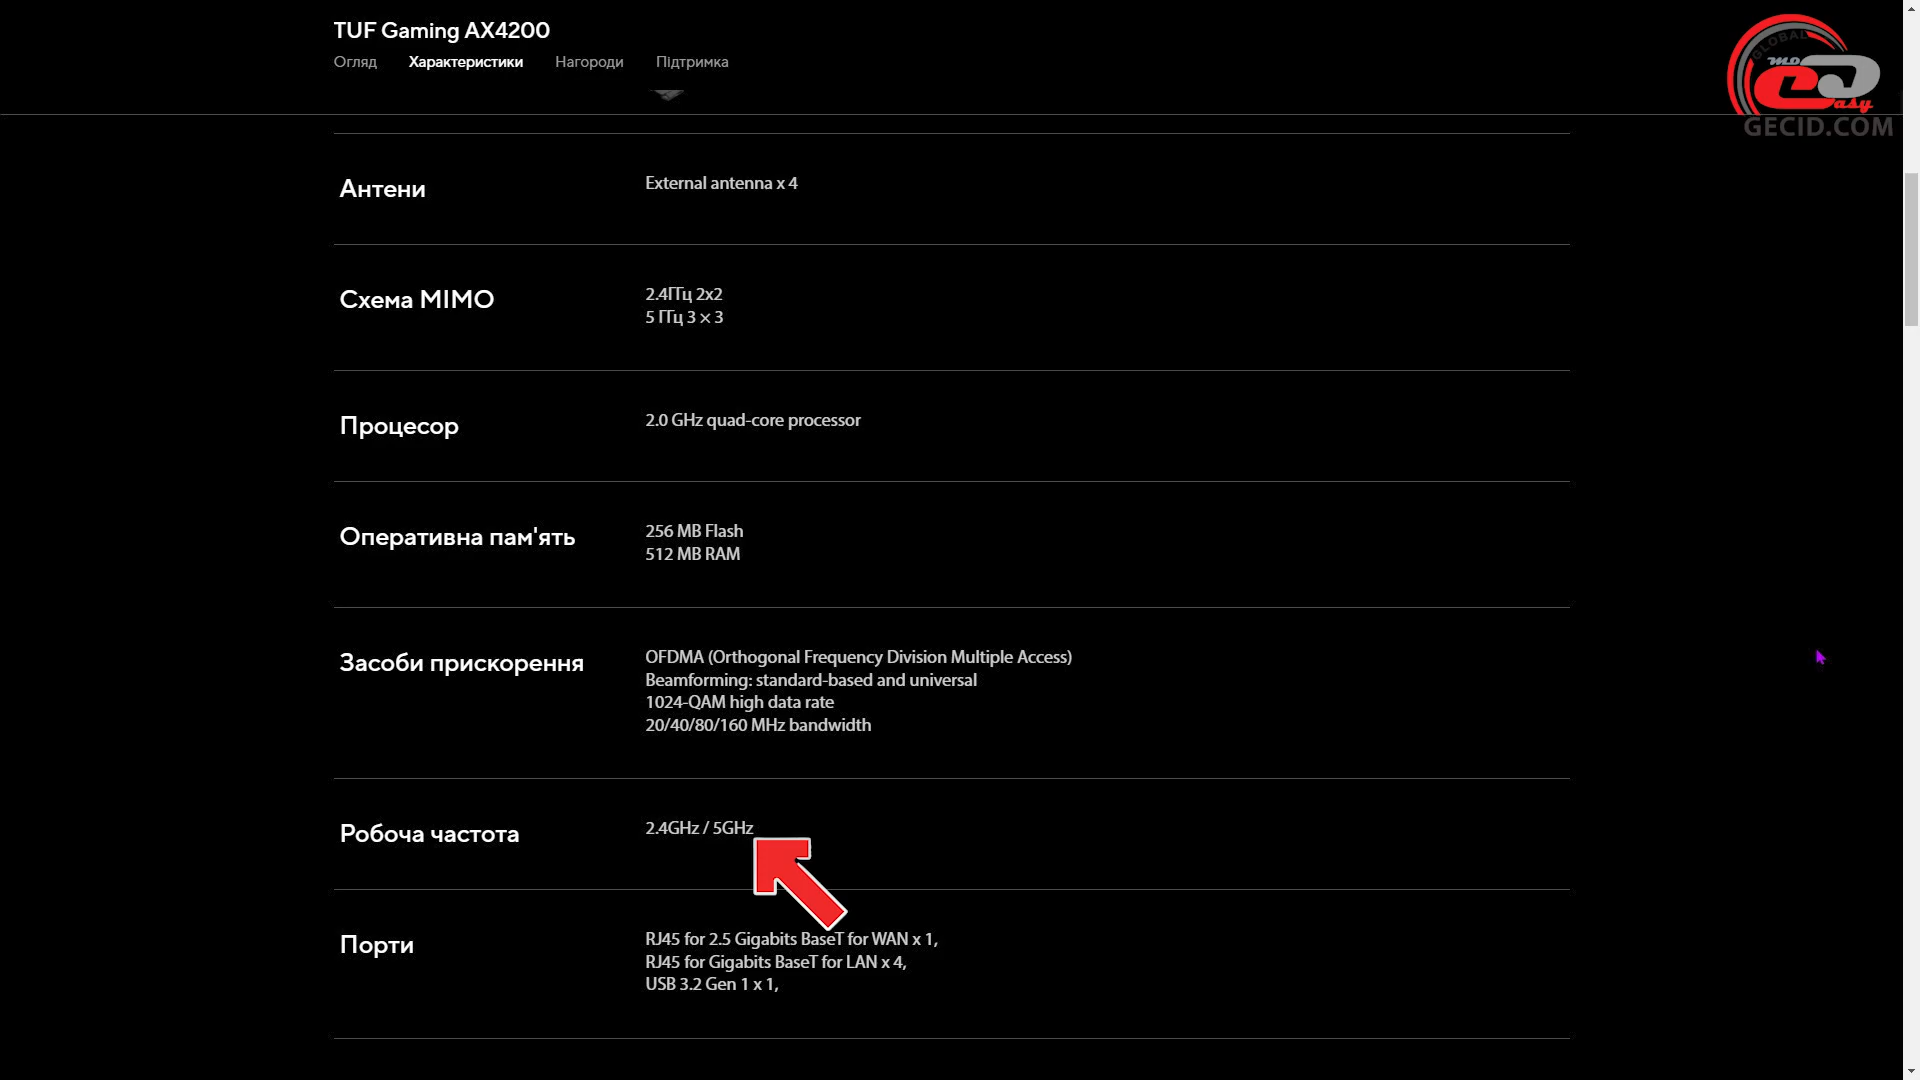 TUF Gaming AX4200
Огляд Характеристики Нагороди Підтримка
GLOBAL
mo
easy
GECID.COM
Антени
External antenna x 4
Схема MIMO
2.4ГГц 2x2
5 ГГц 3 × 3
Процесор
2.0 GHz quad-core processor
Оперативна пам'ять
256 MB Flash
512 MB RAM
Засоби прискорення
OFDMA (Orthogonal Frequency Division Multiple Access)
Beamforming: standard-based and universal
1024-QAM high data rate
20/40/80/160 MHz bandwidth
Робоча частота
2.4GHz / 5GHz
Порти
RJ45 for 2.5 Gigabits BaseT for WAN x 1,
RJ45 for Gigabits BaseT for LAN x 4,
USB 3.2 Gen 1 x 1,